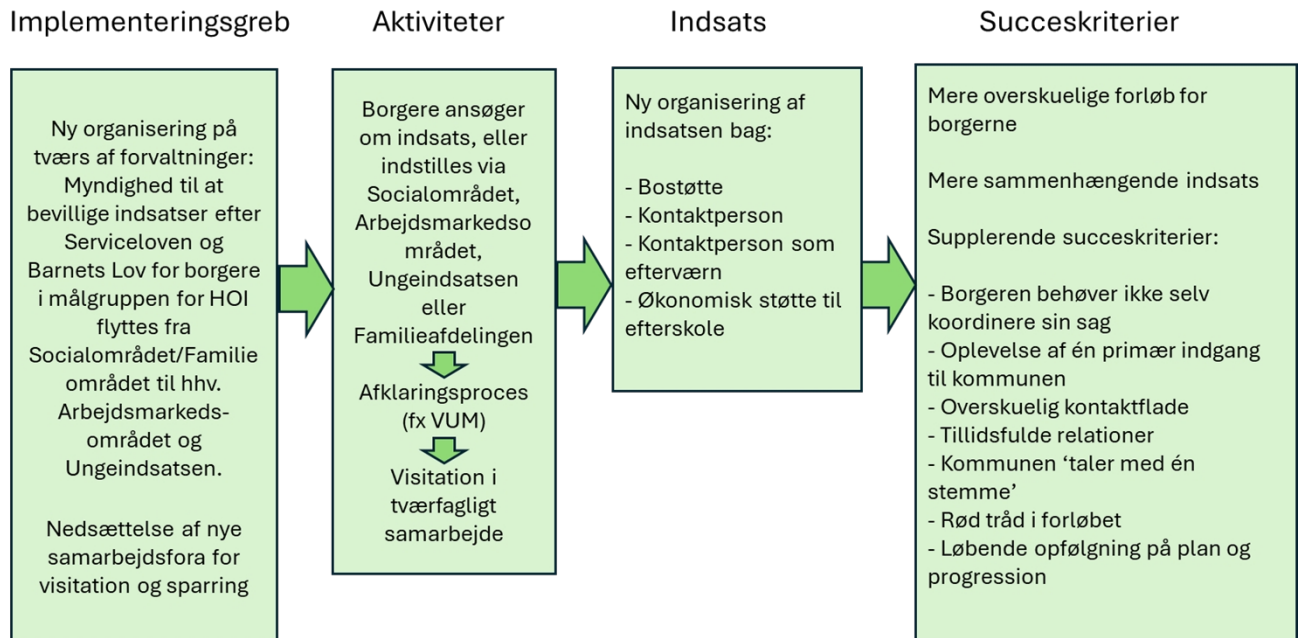 Implementeringsgreb
Aktiviteter
Indsats
Succeskriterier
Ny organisering på
tværs af forvaltninger:
Myndighed til at
bevillige indsatser efter
Serviceloven og
Barnets Lov for borgere
i målgruppen for HOI
flyttes fra
Socialområdet/Familie
området til hhv.
Arbejdsmarkeds-
området og
Ungeindsatsen.
Nedsættelse af nye
samarbejdsfora for
visitation og sparring
Borgere ansøger
om indsats, eller
indstilles via
Socialområdet,
Arbejdsmarkedso
mrådet,
Ungeindsatsen
eller
Familieafdelingen
Afklaringsproces
(fx VUM)
Visitation i
tværfagligt
samarbejde
Ny organisering af
indsatsen bag:
- Bostøtte
- Kontaktperson
- Kontaktperson som
efterværn
- Økonomisk støtte til
efterskole
Mere overskuelige forløb for
borgerne
Mere sammenhængende indsats
Supplerende succeskriterier:
- Borgeren behøver ikke selv
koordinere sin sag
- Oplevelse af én primær indgang
til kommunen
- Overskuelig kontaktflade
- Tillidsfulde relationer
- Kommunen ‘taler med én
stemme’
- Rød tråd i forløbet
- Løbende opfølgning på plan og
progression